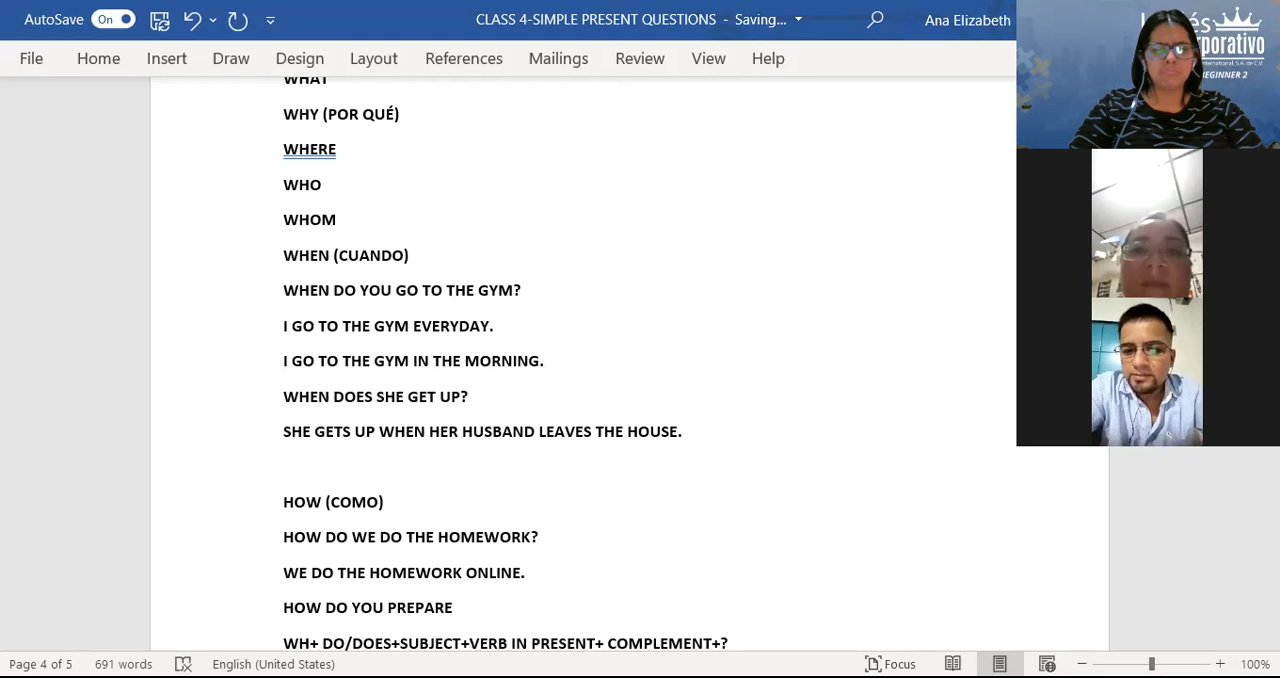 AutoSave On CLASS 4-SIMPLE PRESENT QUESTIONS - Saving... Ana Elizabeth
File Home Insert Draw Design Layout References Mailings Review View Help
WHAT
WHY (POR QUÉ)
WHERE
WHO
WHOM
WHEN (CUANDO)
WHEN DO YOU GO TO THE GYM?
I GO TO THE GYM EVERYDAY.
I GO TO THE GYM IN THE MORNING.
WHEN DOES SHE GET UP?
SHE GETS UP WHEN HER HUSBAND LEAVES THE HOUSE.
HOW (COMO)
HOW DO WE DO THE HOMEWORK?
WE DO THE HOMEWORK ONLINE.
HOW DO YOU PREPARE
WH+ DO/DOES+SUBJECT+VERB IN PRESENT+ COMPLEMENT+?
Page 4 of 5 691 words English (United States) Focus 100%
BEGINNER 2